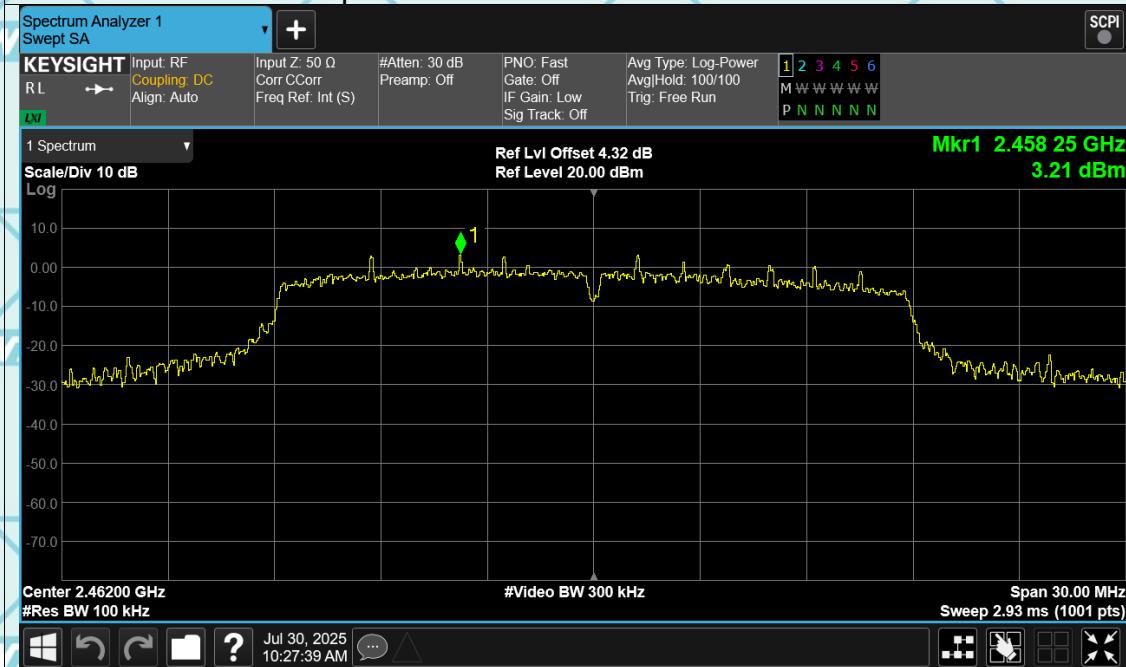 Spectrum Analyzer 1
Swept SA
+
SCPI
KEYSIGHT
R L
LXI
Input: RF
Coupling: DC
Align: Auto
Input Z: 50 Ω
Corr CCorr
Freq Ref: Int (S)
#Atten: 30 dB
Preamp: Off
PNO: Fast
Gate: Off
IF Gain: Low
Sig Track: Off
Avg Type: Log-Power
Avg|Hold: 100/100
Trig: Free Run
1 2 3 4 5 6
M W W W W W
P N N N N N
1 Spectrum
Scale/Div 10 dB
Log
Ref Lvl Offset 4.32 dB
Ref Level 20.00 dBm
Mkr1 2.458 25 GHz
3.21 dBm
1
10.0
0.00
-10.0
-20.0
-30.0
-40.0
-50.0
-60.0
-70.0
Center 2.46200 GHz
#Res BW 100 kHz
#Video BW 300 kHz
Span 30.00 MHz
Sweep 2.93 ms (1001 pts)
?
Jul 30, 2025
10:27:39 AM